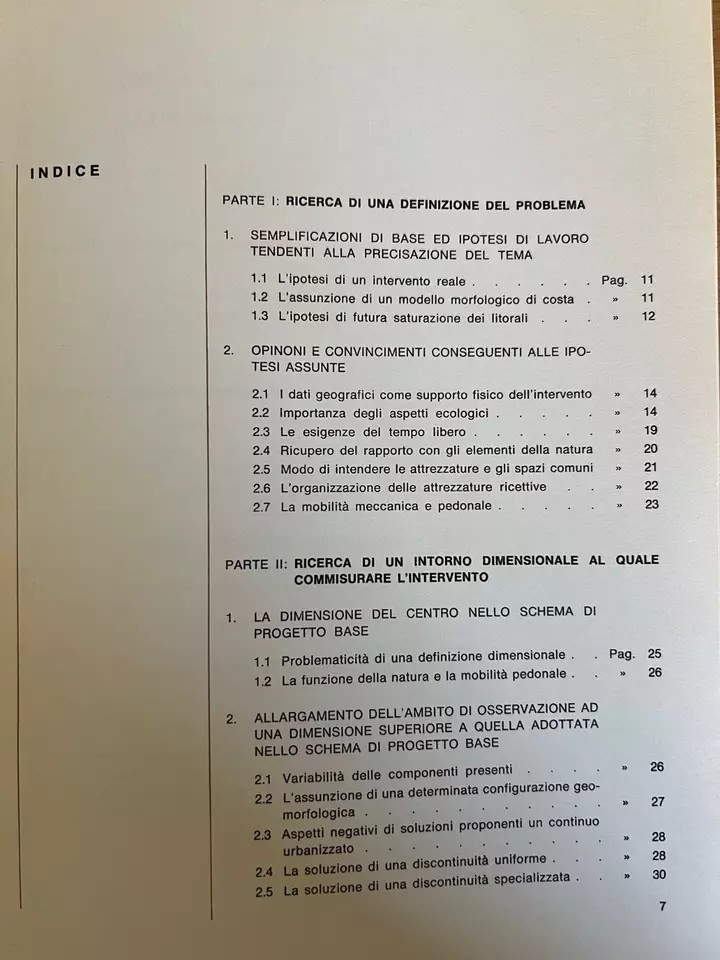 INDICE
PARTE I: RICERCA DI UNA DEFINIZIONE DEL PROBLEMA
1. SEMPLIFICAZIONI DI BASE ED IPOTESI DI LAVORO
TENDENTI ALLA PRECISAZIONE DEL TEMA
1.1 L'ipotesi di un intervento reale . . . . . . Pag. 11
1.2 L'assunzione di un modello morfologico di costa . » 11
1.3 L'ipotesi di futura saturazione dei litorali . . . » 12
2. OPINONI E CONVINCIMENTI CONSEGUENTI ALLE IPO-
TESI ASSUNTE
2.1 I dati geografici come supporto fisico dell'intervento » 14
2.2 Importanza degli aspetti ecologici . . . . . » 14
2.3 Le esigenze del tempo libero . . . . . . » 19
2.4 Ricupero del rapporto con gli elementi della natura » 20
2.5 Modo di intendere le attrezzature e gli spazi comuni » 21
2.6 L'organizzazione delle attrezzature ricettive . . » 22
2.7 La mobilità meccanica e pedonale . . . . . » 23
PARTE II: RICERCA DI UN INTORNO DIMENSIONALE AL QUALE
COMMISURARE L'INTERVENTO
1. LA DIMENSIONE DEL CENTRO NELLO SCHEMA DI
PROGETTO BASE
1.1 Problematicità di una definizione dimensionale . . Pag. 25
1.2 La funzione della natura e la mobilità pedonale . . » 26
2. ALLARGAMENTO DELL'AMBITO DI OSSERVAZIONE AD
UNA DIMENSIONE SUPERIORE A QUELLA ADOTTATA
NELLO SCHEMA DI PROGETTO BASE
2.1 Variabilità delle componenti presenti . . . . » 26
2.2 L'assunzione di una determinata configurazione geo-
morfologica . . . . . . . . . . » 27
2.3 Aspetti negativi di soluzioni proponenti un continuo
urbanizzato . . . . . . . . . . » 28
2.4 La soluzione di una discontinuità uniforme . . . » 28
2.5 La soluzione di una discontinuità specializzata . . » 30
7